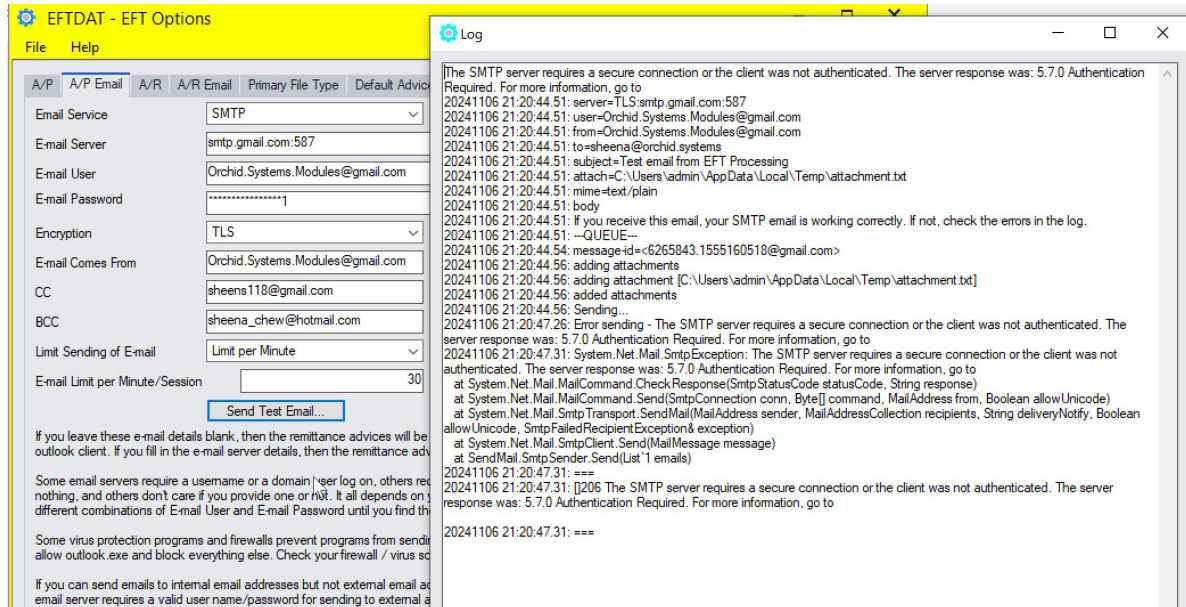 EFTDAT - EFT Options
File Help
A/P A/P Email A/R A/R Email Primary File Type Default Advic
Email Service SMTP
E-mail Server smtp.gmail.com:587
E-mail User Orchid.Systems.Modules@gmail.com
E-mail Password ****************1
Encryption TLS
E-mail Comes From Orchid.Systems.Modules@gmail.com
CC sheens118@gmail.com
BCC sheena_chew@hotmail.com
Limit Sending of E-mail Limit per Minute
E-mail Limit per Minute/Session 30
Send Test Email...
If you leave these e-mail details blank, then the remittance advices will be
outlook client. If you fill in the e-mail server details, then the remittance adv
Some email servers require a username or a domain user log on, others req
nothing, and others don't care if you provide one or not. It all depends on y
different combinations of E-mail User and E-mail Password until you find th
Some virus protection programs and firewalls prevent programs from sendi
allow outlook.exe and block everything else. Check your firewall / virus sc
If you can send emails to internal email addresses but not external email ad
email server requires a valid user name/password for sending to external a
Log
The SMTP server requires a secure connection or the client was not authenticated. The server response was: 5.7.0 Authentication
Required. For more information, go to
20241106 21:20:44.51: server=TLS:smtp.gmail.com:587
20241106 21:20:44.51: user=Orchid.Systems.Modules@gmail.com
20241106 21:20:44.51: from=Orchid.Systems.Modules@gmail.com
20241106 21:20:44.51: to=sheena@orchid.systems
20241106 21:20:44.51: subject=Test email from EFT Processing
20241106 21:20:44.51: attach=C:\Users\admin\AppData\Local\Temp\attachment.txt
20241106 21:20:44.51: mime=text/plain
20241106 21:20:44.51: body
20241106 21:20:44.51: If you receive this email, your SMTP email is working correctly. If not, check the errors in the log.
20241106 21:20:44.51: ---QUEUE---
20241106 21:20:44.54: message-id=<6265843.1555160518@gmail.com>
20241106 21:20:44.56: adding attachments
20241106 21:20:44.56: adding attachment [C:\Users\admin\AppData\Local\Temp\attachment.txt]
20241106 21:20:44.56: added attachments
20241106 21:20:44.56: Sending...
20241106 21:20:47.26: Error sending - The SMTP server requires a secure connection or the client was not authenticated. The
server response was: 5.7.0 Authentication Required. For more information, go to
20241106 21:20:47.31: System.Net.Mail.SmtpException: The SMTP server requires a secure connection or the client was not
authenticated. The server response was: 5.7.0 Authentication Required. For more information, go to
at System.Net.Mail.MailCommand.CheckResponse(SmtpStatusCode statusCode, String response)
at System.Net.Mail.MailCommand.Send(SmtpConnection conn, Byte[] command, MailAddress from, Boolean allowUnicode)
at System.Net.Mail.SmtpTransport.SendMail(MailAddress sender, MailAddressCollection recipients, String deliveryNotify, Boolean
allowUnicode, SmtpFailedRecipientException& exception)
at System.Net.Mail.SmtpClient.Send(MailMessage message)
at SendMail.SmtpSender.Send(List`1 emails)
20241106 21:20:47.31: ===
20241106 21:20:47.31: []206 The SMTP server requires a secure connection or the client was not authenticated. The server
response was: 5.7.0 Authentication Required. For more information, go to
20241106 21:20:47.31: ===